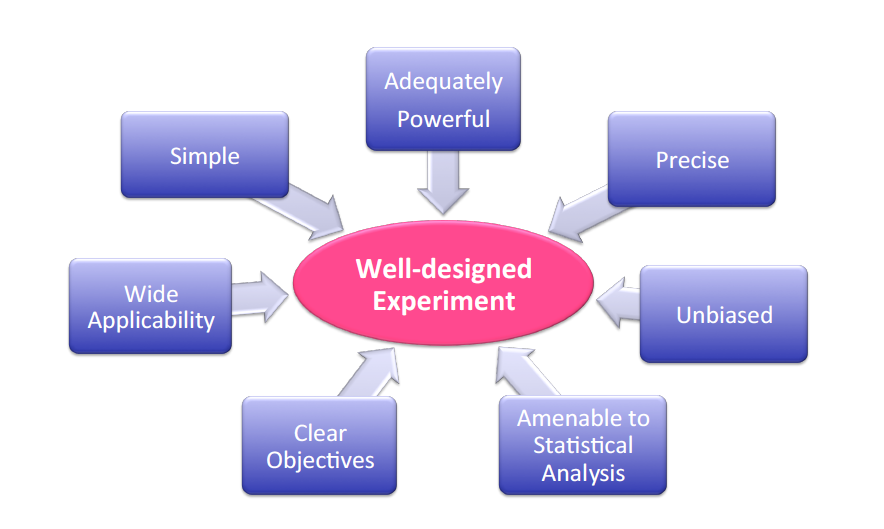 Adequately
Powerful
Simple
Precise
Well-designed
Experiment
Wide
Applicability
Unbiased
Clear
Objectives
Amenable to
Statistical
Analysis